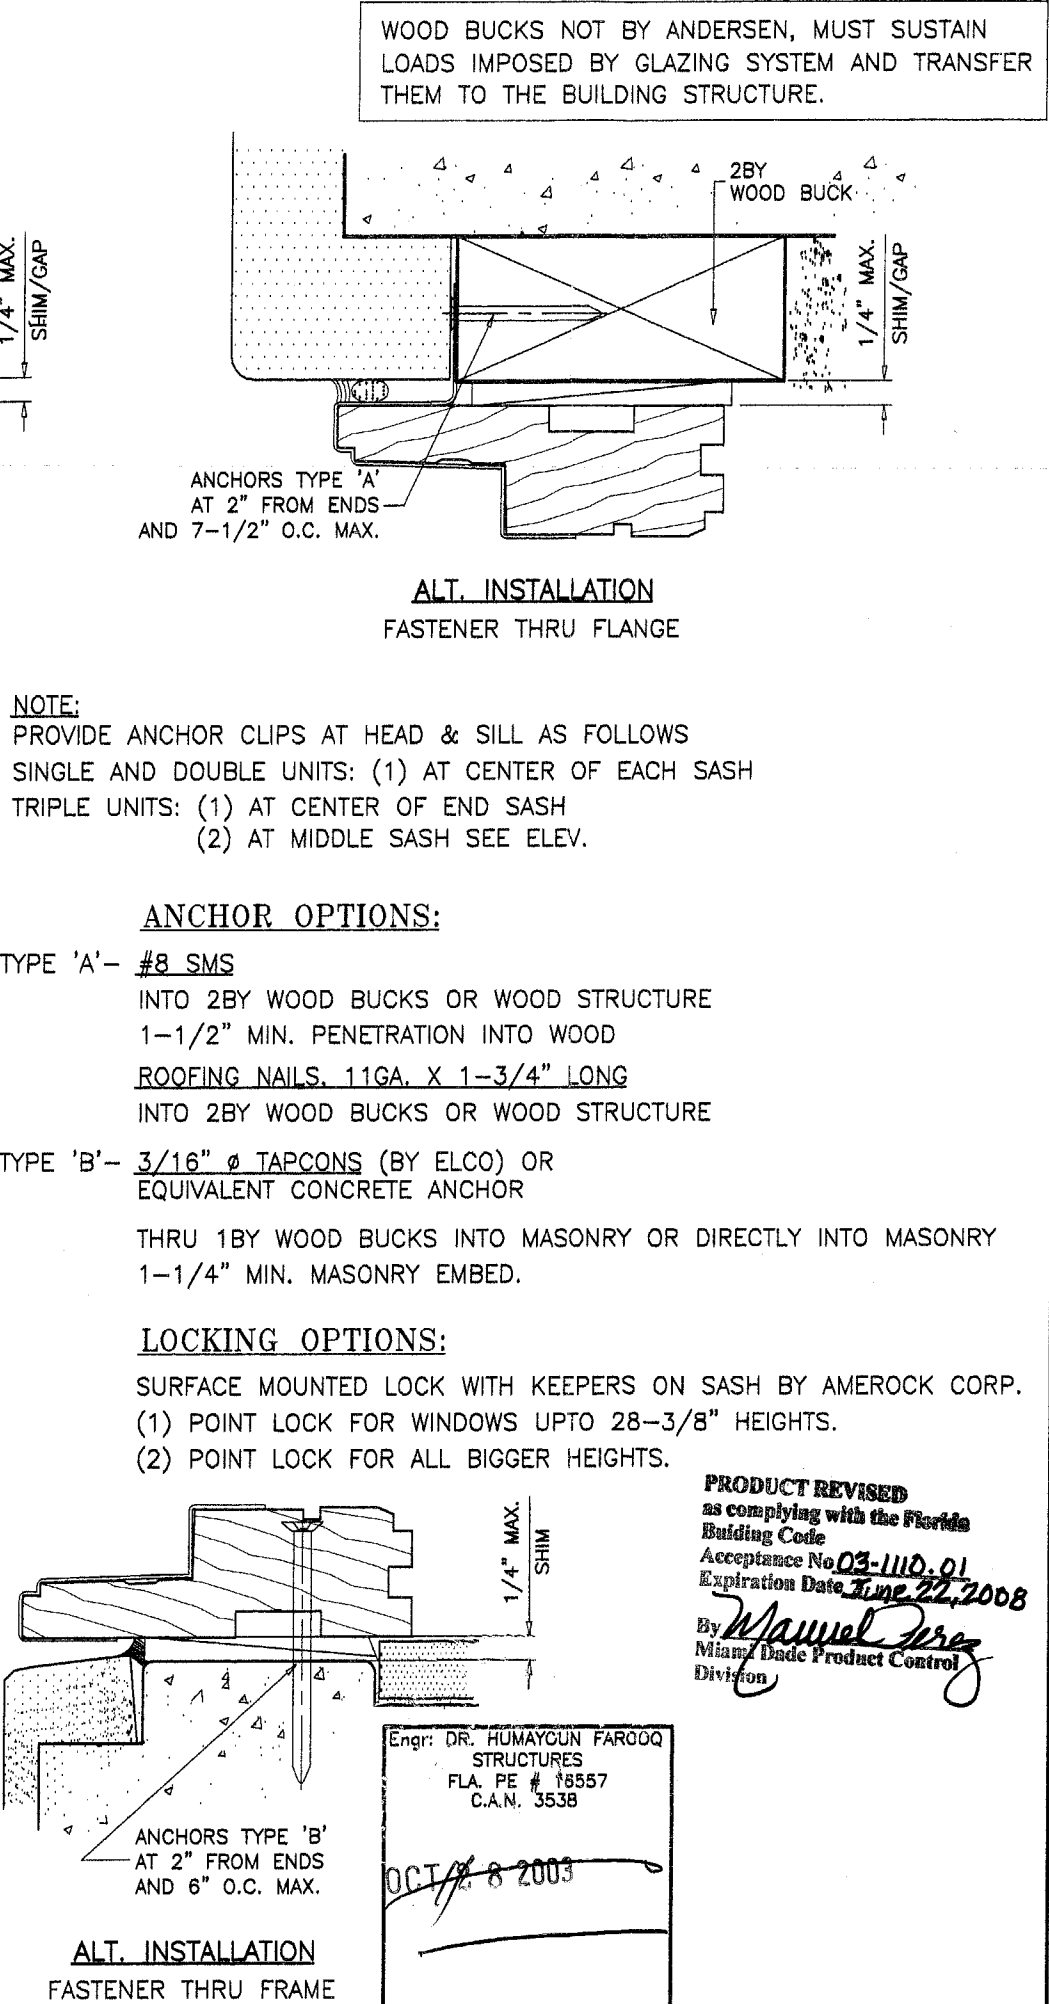 WOOD BUCKS NOT BY ANDERSEN, MUST SUSTAIN
LOADS IMPOSED BY GLAZING SYSTEM AND TRANSFER
THEM TO THE BUILDING STRUCTURE.
2BY
WOOD BUCK
1/4" MAX.
SHIM/GAP
1/4" MAX.
SHIM/GAP
ANCHORS TYPE 'A'
AT 2" FROM ENDS
AND 7-1/2" O.C. MAX.
ALT. INSTALLATION
FASTENER THRU FLANGE
NOTE:
PROVIDE ANCHOR CLIPS AT HEAD & SILL AS FOLLOWS
SINGLE AND DOUBLE UNITS: (1) AT CENTER OF EACH SASH
TRIPLE UNITS: (1) AT CENTER OF END SASH
(2) AT MIDDLE SASH SEE ELEV.
ANCHOR OPTIONS:
TYPE 'A'- #8 SMS
INTO 2BY WOOD BUCKS OR WOOD STRUCTURE
1-1/2" MIN. PENETRATION INTO WOOD
ROOFING NAILS, 11GA. X 1-3/4" LONG
INTO 2BY WOOD BUCKS OR WOOD STRUCTURE
TYPE 'B'- 3/16" ø TAPCONS (BY ELCO) OR
EQUIVALENT CONCRETE ANCHOR
THRU 1BY WOOD BUCKS INTO MASONRY OR DIRECTLY INTO MASONRY
1-1/4" MIN. MASONRY EMBED.
LOCKING OPTIONS:
SURFACE MOUNTED LOCK WITH KEEPERS ON SASH BY AMEROCK CORP.
(1) POINT LOCK FOR WINDOWS UPTO 28-3/8" HEIGHTS.
(2) POINT LOCK FOR ALL BIGGER HEIGHTS.
PRODUCT REVISED
as complying with the Florida
Building Code
Acceptance No 03-1110.01
Expiration Date June 22, 2008
By Manuel Perez
Miami Dade Product Control
Division
1/4" MAX.
SHIM
Engr: DR. HUMAYOUN FAROOQ
STRUCTURES
FLA. PE # 16557
C.A.N. 3538
OCT 28 2003
ANCHORS TYPE 'B'
AT 2" FROM ENDS
AND 6" O.C. MAX.
ALT. INSTALLATION
FASTENER THRU FRAME